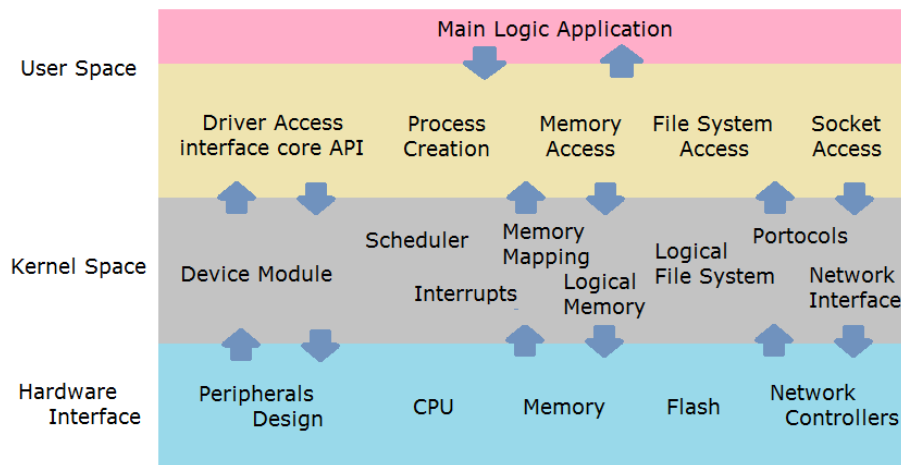 Main Logic Application
User Space
Driver Access
interface core API
Process
Creation
Memory
Access
File System
Access
Socket
Access
Kernel Space
Device Module
Scheduler
Interrupts
Memory
Mapping
Logical
Memory
Logical
File System
Portocols
Network
Interface
Hardware
Interface
Peripherals
Design
CPU
Memory
Flash
Network
Controllers